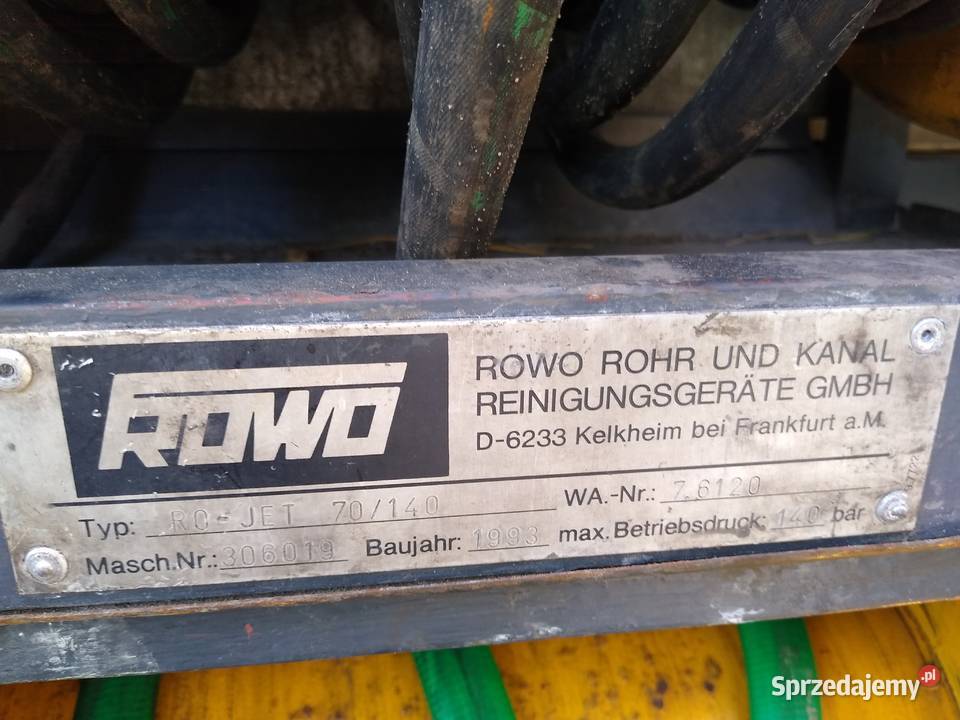 ROWO
ROWO ROHR UND KANAL
REINIGUNGSGERÄTE GMBH
D-6233 Kelkheim bei Frankfurt a.M.
Typ: RO-JET 70/140 WA.-Nr.: 7.6120
Masch.Nr.: 306019 Baujahr: 1993 max. Betriebsdruck: 140 bar
Sprzedajemy.pl